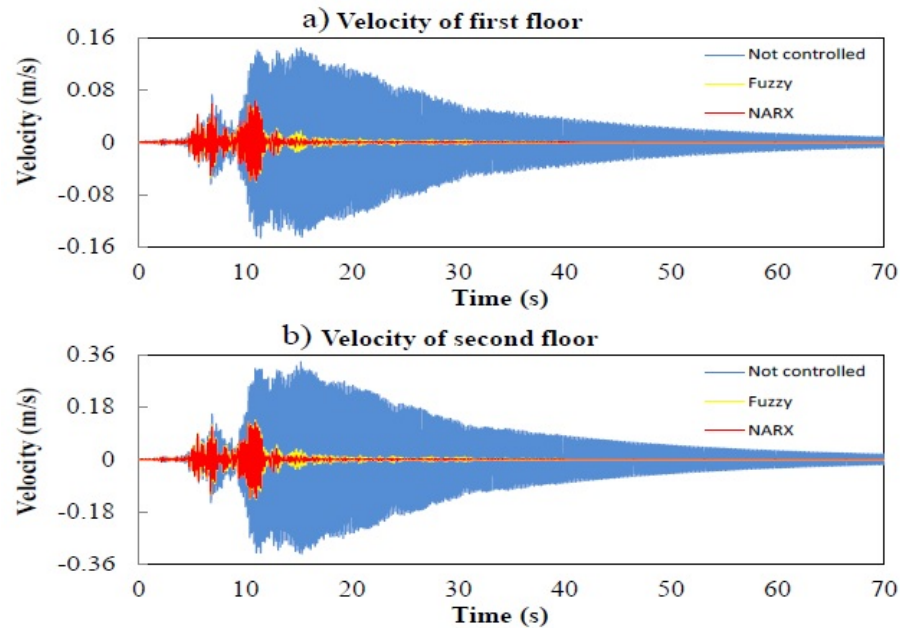 a) Velocity of first floor
0.16
0.08
0
-0.08
-0.16
Velocity (m/s)
Not controlled
Fuzzy
NARX
0 10 20 30 40 50 60 70
Time (s)
b) Velocity of second floor
0.36
0.18
0
-0.18
-0.36
Velocity (m/s)
Not controlled
Fuzzy
NARX
0 10 20 30 40 50 60 70
Time (s)